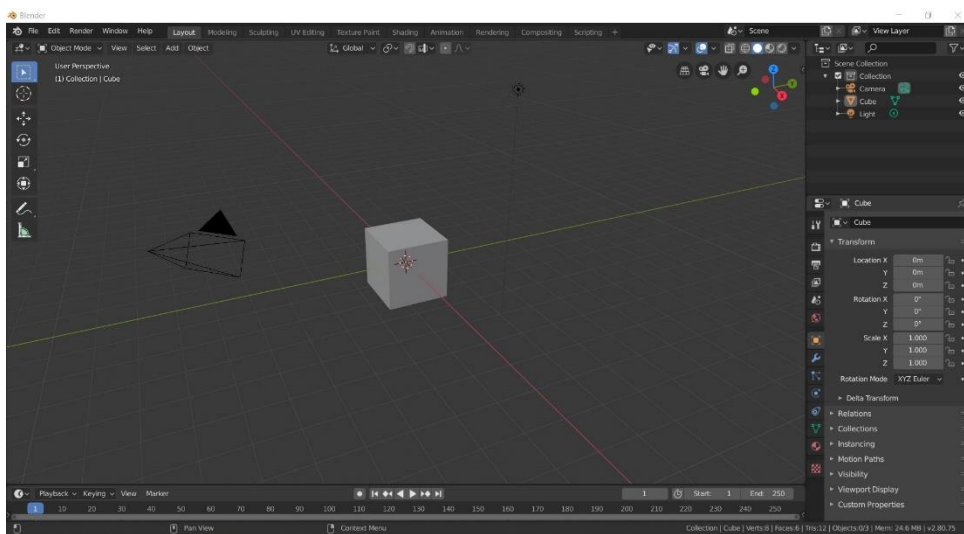 Blender
File Edit Render Window Help Layout Modeling Sculpting UV Editing Texture Paint Shading Animation Rendering Compositing Scripting + Scene View Layer
Object Mode View Select Add Object Global
User Perspective
(1) Collection | Cube
Y
Z
Scene Collection
Collection
Camera
Cube
Light
Cube
Cube
Transform
Location X 0m
Y 0m
Z 0m
Rotation X 0°
Y 0°
Z 0°
Scale X 1.000
Y 1.000
Z 1.000
Rotation Mode XYZ Euler
Delta Transform
Relations
Collections
Instancing
Motion Paths
Visibility
Viewport Display
Custom Properties
Playback Keying View Marker 1 Start: 1 End: 250
1 10 20 30 40 50 60 70 80 90 100 110 120 130 140 150 160 170 180 190 200 210 220 230 240 250
Pan View Context Menu Collection | Cube | Verts:8 | Faces:6 | Tris:12 | Objects:0/3 | Mem: 24.6 MB | v2.80.75